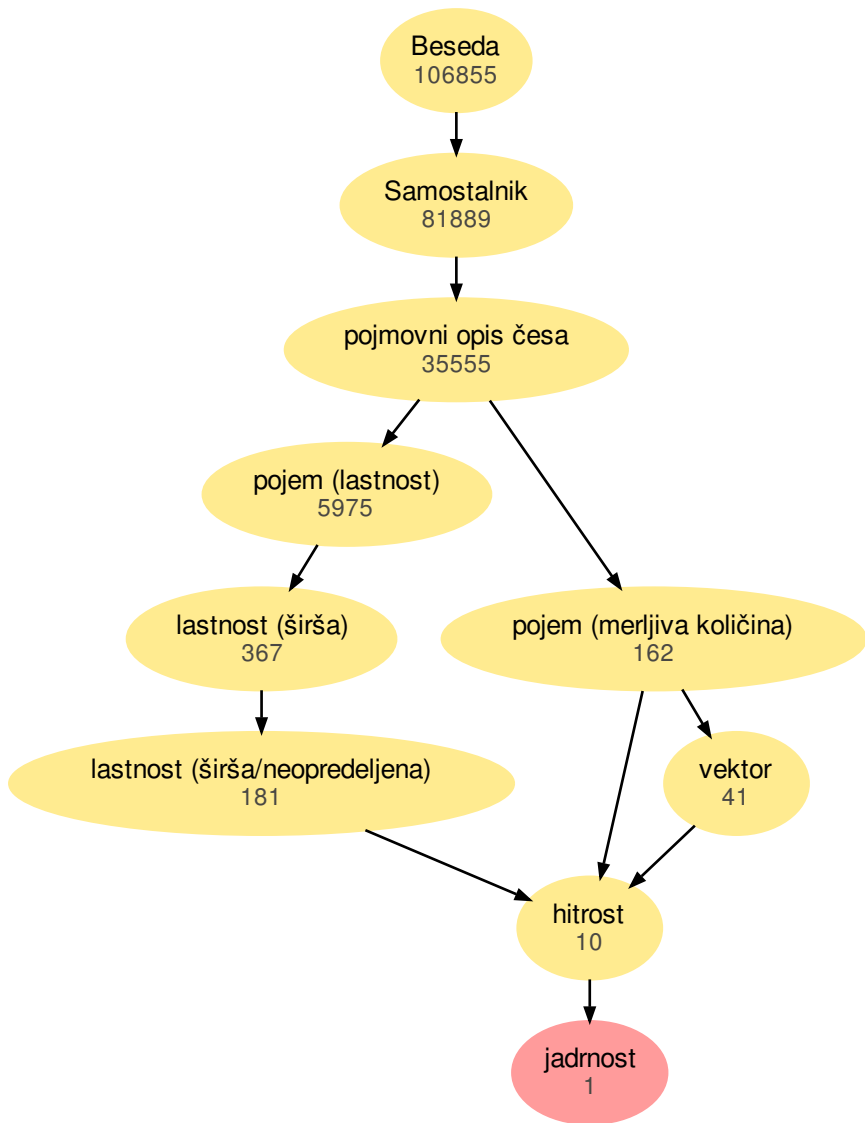 Beseda
106855
Samostalnik
81889
pojmovni opis česa
35555
pojem (lastnost)
5975
lastnost (širša)
367
pojem (merljiva količina)
162
lastnost (širša/neopredeljena)
181
vektor
41
hitrost
10
jadrnost
1